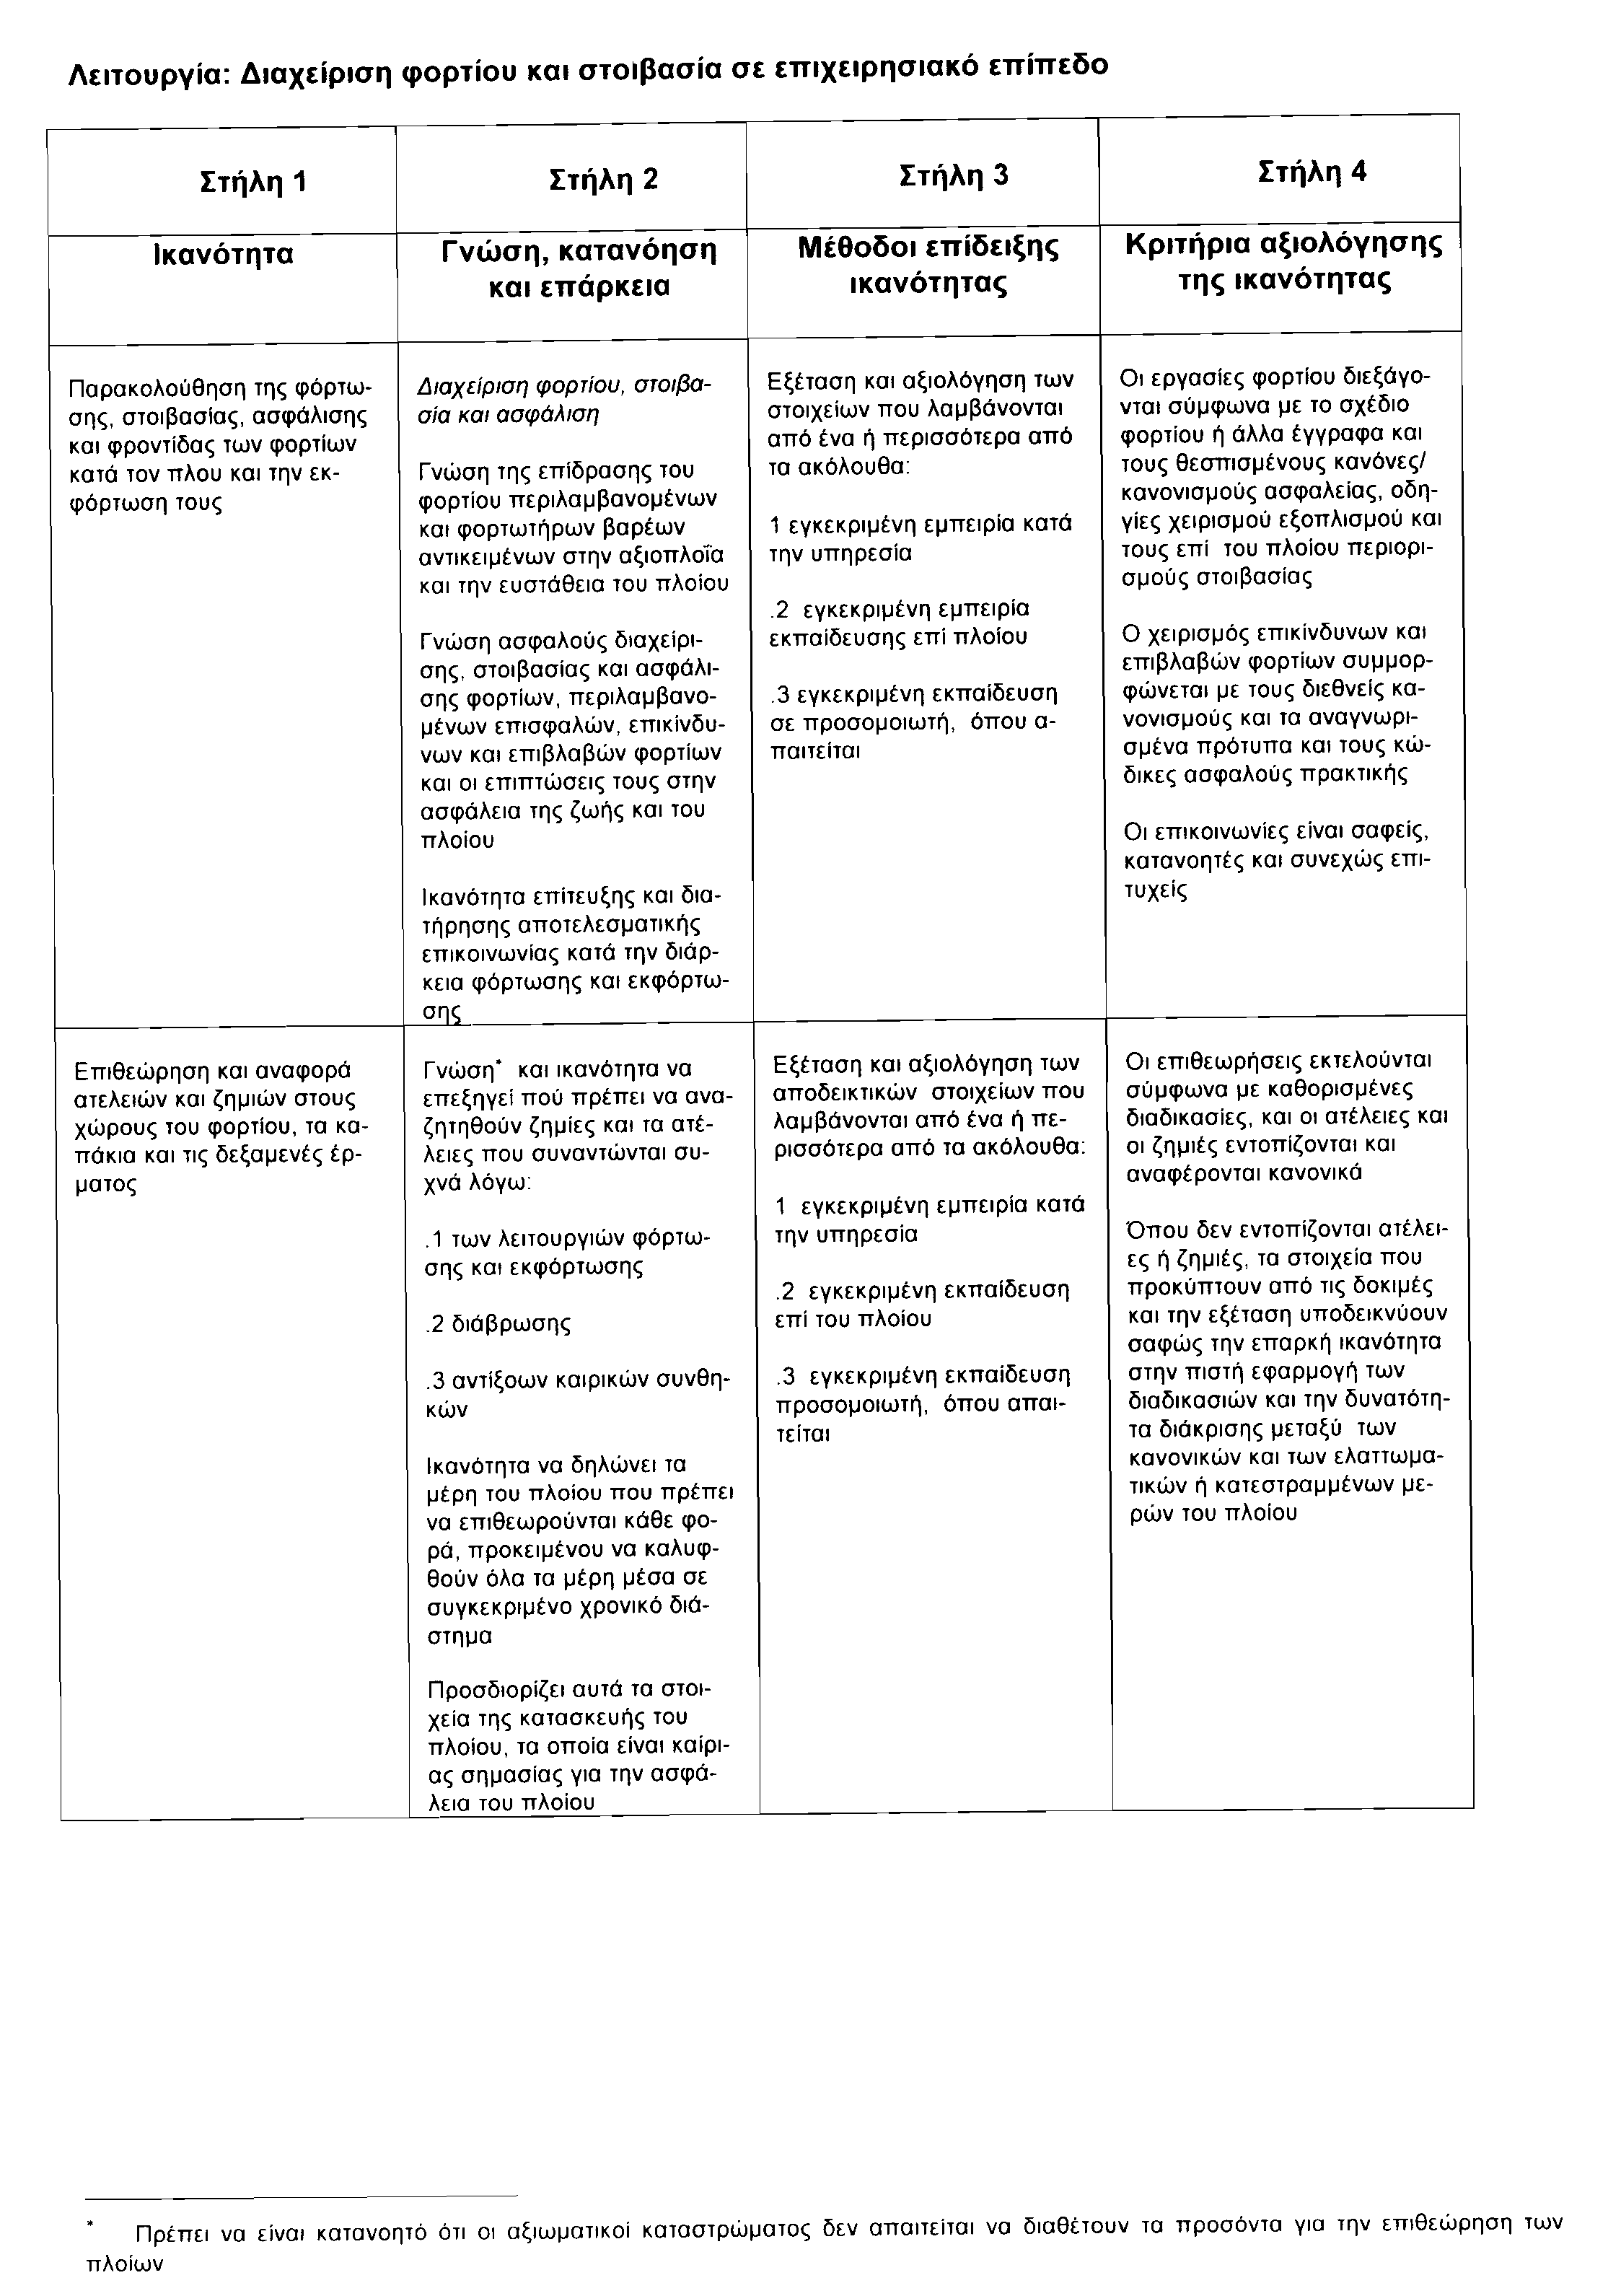 Λειτουργία: Διαχείριση φορτίου και στοιβασία σε επιχειρησιακό επίπεδο
Στήλη 1
Στήλη 2
Στήλη 3
Στήλη 4
Ικανότητα
Γνώση, κατανόηση
και επάρκεια
Μέθοδοι επίδειξης
ικανότητας
Κριτήρια αξιολόγησης
της ικανότητας
Παρακολούθηση της φόρτω-
σης, στοιβασίας, ασφάλισης
και φροντίδας των φορτίων
κατά τον πλου και την εκ-
φόρτωση τους
Διαχείριση φορτίου, στοιβα-
σία και ασφάλιση
Γνώση της επίδρασης του
φορτίου περιλαμβανομένων
και φορτωτήρων βαρέων
αντικειμένων στην αξιοπλοΐα
και την ευστάθεια του πλοίου
Γνώση ασφαλούς διαχείρι-
σης, στοιβασίας και ασφάλι-
σης φορτίων, περιλαμβανο-
μένων επισφαλών, επικίνδυ-
νων και επιβλαβών φορτίων
και οι επιπτώσεις τους στην
ασφάλεια της ζωής και του
πλοίου
Ικανότητα επίτευξης και δια-
τήρησης αποτελεσματικής
επικοινωνίας κατά την διάρ-
κεια φόρτωσης και εκφόρτω-
σης
Εξέταση και αξιολόγηση των
στοιχείων που λαμβάνονται
από ένα ή περισσότερα από
τα ακόλουθα:
1 εγκεκριμένη εμπειρία κατά
την υπηρεσία
.2 εγκεκριμένη εμπειρία
εκπαίδευσης επί πλοίου
.3 εγκεκριμένη εκπαίδευση
σε προσομοιωτή, όπου α-
παιτείται
Οι εργασίες φορτίου διεξάγο-
νται σύμφωνα με το σχέδιο
φορτίου ή άλλα έγγραφα και
τους θεσπισμένους κανόνες/
κανονισμούς ασφαλείας, οδη-
γίες χειρισμού εξοπλισμού και
τους επί του πλοίου περιορι-
σμούς στοιβασίας
Ο χειρισμός επικίνδυνων και
επιβλαβών φορτίων συμμορ-
φώνεται με τους διεθνείς κα-
νονισμούς και τα αναγνωρι-
σμένα πρότυπα και τους κώ-
δικες ασφαλούς πρακτικής
Οι επικοινωνίες είναι σαφείς,
κατανοητές και συνεχώς επι-
τυχείς
Επιθεώρηση και αναφορά
ατελειών και ζημιών στους
χώρους του φορτίου, τα κα-
πάκια και τις δεξαμενές έρ-
ματος
Γνώση* και ικανότητα να
επεξηγεί πού πρέπει να ανα-
ζητηθούν ζημίες και τα ατέ-
λειες που συναντώνται συ-
χνά λόγω:
.1 των λειτουργιών φόρτω-
σης και εκφόρτωσης
.2 διάβρωσης
.3 αντίξοων καιρικών συνθη-
κών
Ικανότητα να δηλώνει τα
μέρη του πλοίου που πρέπει
να επιθεωρούνται κάθε φο-
ρά, προκειμένου να καλυφ-
θούν όλα τα μέρη μέσα σε
συγκεκριμένο χρονικό διά-
στημα
Προσδιορίζει αυτά τα στοι-
χεία της κατασκευής του
πλοίου, τα οποία είναι καίρι-
ας σημασίας για την ασφά-
λεια του πλοίου
Εξέταση και αξιολόγηση των
αποδεικτικών στοιχείων που
λαμβάνονται από ένα ή πε-
ρισσότερα από τα ακόλουθα:
1 εγκεκριμένη εμπειρία κατά
την υπηρεσία
.2 εγκεκριμένη εκπαίδευση
επί του πλοίου
.3 εγκεκριμένη εκπαίδευση
προσομοιωτή, όπου απαι-
τείται
Οι επιθεωρήσεις εκτελούνται
σύμφωνα με καθορισμένες
διαδικασίες, και οι ατέλειες και
οι ζημιές εντοπίζονται και
αναφέρονται κανονικά
Όπου δεν εντοπίζονται ατέλει-
ες ή ζημιές, τα στοιχεία που
προκύπτουν από τις δοκιμές
και την εξέταση υποδεικνύουν
σαφώς την επαρκή ικανότητα
στην πιστή εφαρμογή των
διαδικασιών και την δυνατότη-
τα διάκρισης μεταξύ των
κανονικών και των ελαττωμα-
τικών ή κατεστραμμένων με-
ρών του πλοίου
* Πρέπει να είναι κατανοητό ότι οι αξιωματικοί καταστρώματος δεν απαιτείται να διαθέτουν τα προσόντα για την επιθεώρηση των
πλοίων